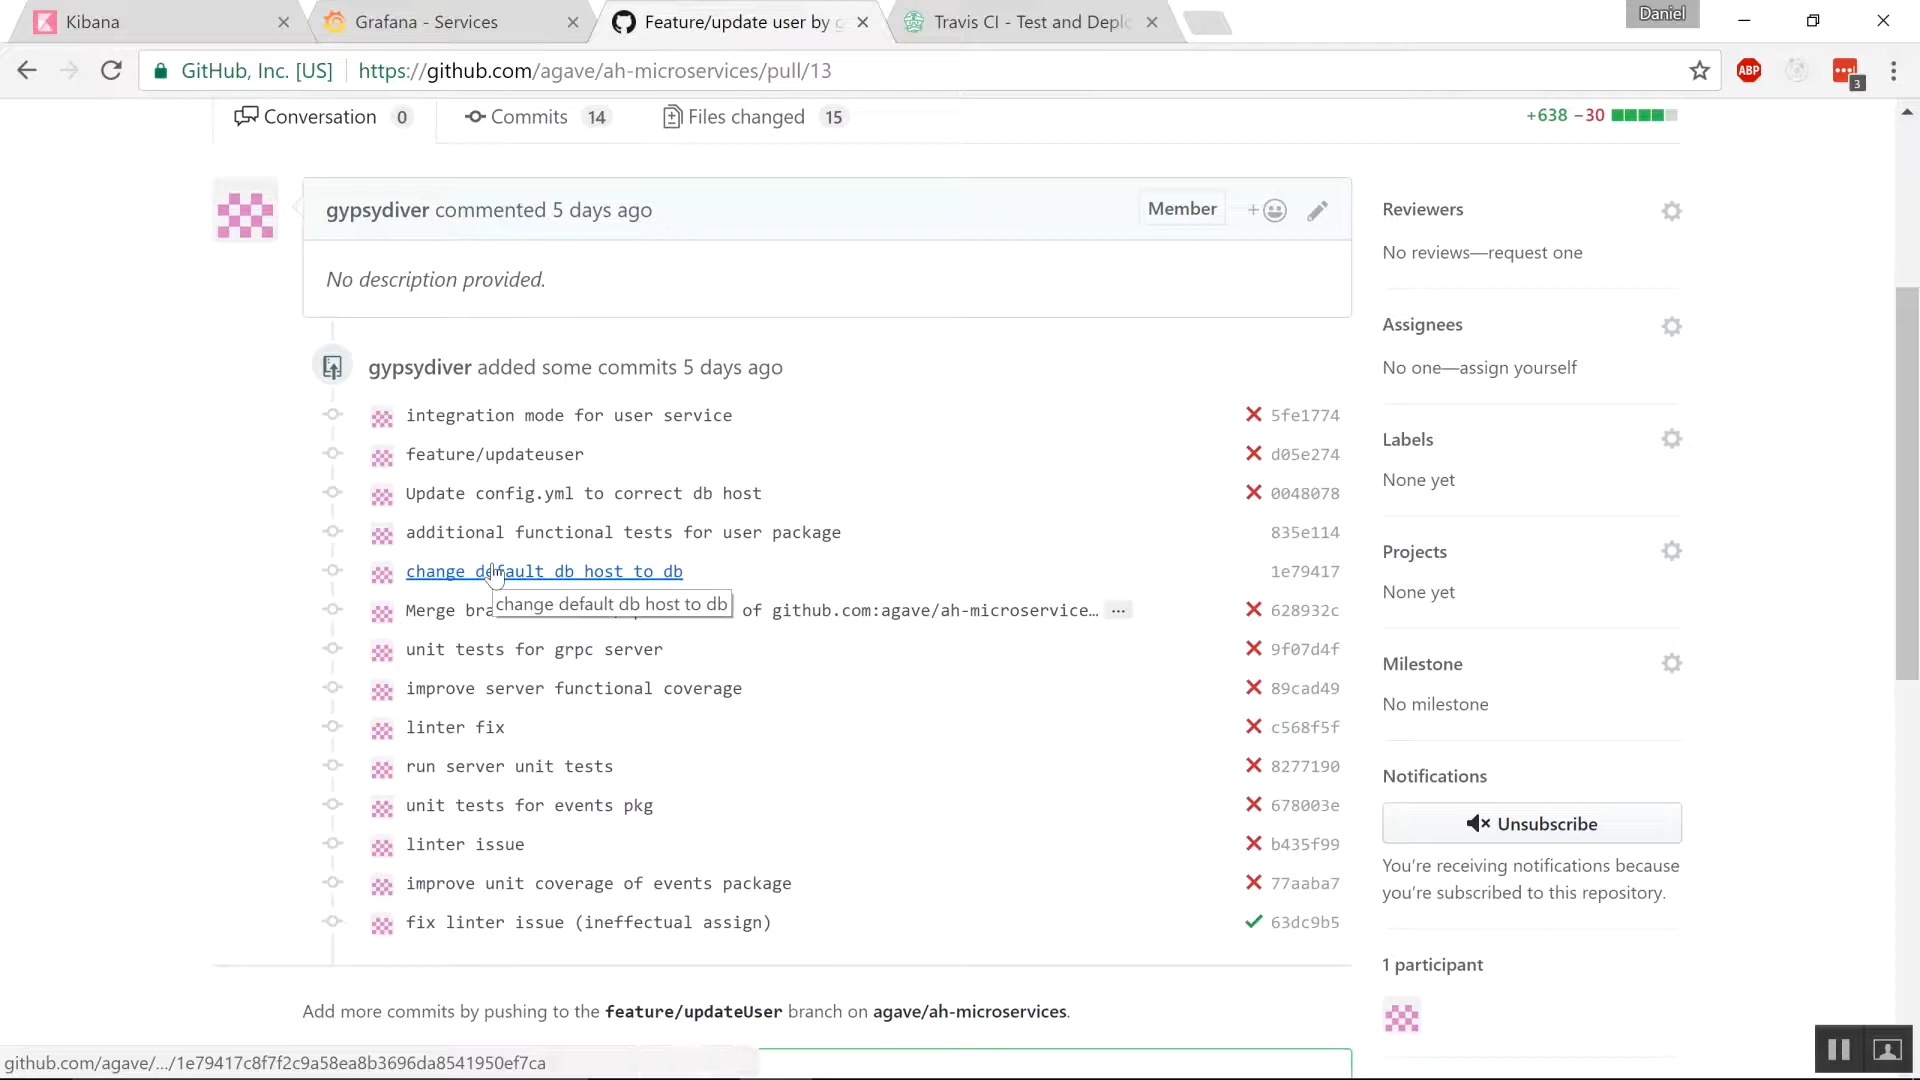 Kibana
Grafana - Services
Feature/update user by g
Travis CI - Test and Deplo
Daniel
GitHub, Inc. [US]
https://github.com/agave/ah-microservices/pull/13
ABP
3
Conversation 0
Commits 14
Files changed 15
+638 −30
gypsydiver commented 5 days ago
Member
No description provided.
gypsydiver added some commits 5 days ago
integration mode for user service 5fe1774
feature/updateuser d05e274
Update config.yml to correct db host 0048078
additional functional tests for user package 835e114
change default db host to db 1e79417
change default db host to db
Merge bra of github.com:agave/ah-microservice… … 628932c
unit tests for grpc server 9f07d4f
improve server functional coverage 89cad49
linter fix c568f5f
run server unit tests 8277190
unit tests for events pkg 678003e
linter issue b435f99
improve unit coverage of events package 77aaba7
fix linter issue (ineffectual assign) 63dc9b5
Add more commits by pushing to the feature/updateUser branch on agave/ah-microservices.
Reviewers
No reviews—request one
Assignees
No one—assign yourself
Labels
None yet
Projects
None yet
Milestone
No milestone
Notifications
Unsubscribe
You're receiving notifications because
you're subscribed to this repository.
1 participant
github.com/agave/.../1e79417c8f7f2c9a58ea8b3696da8541950ef7ca